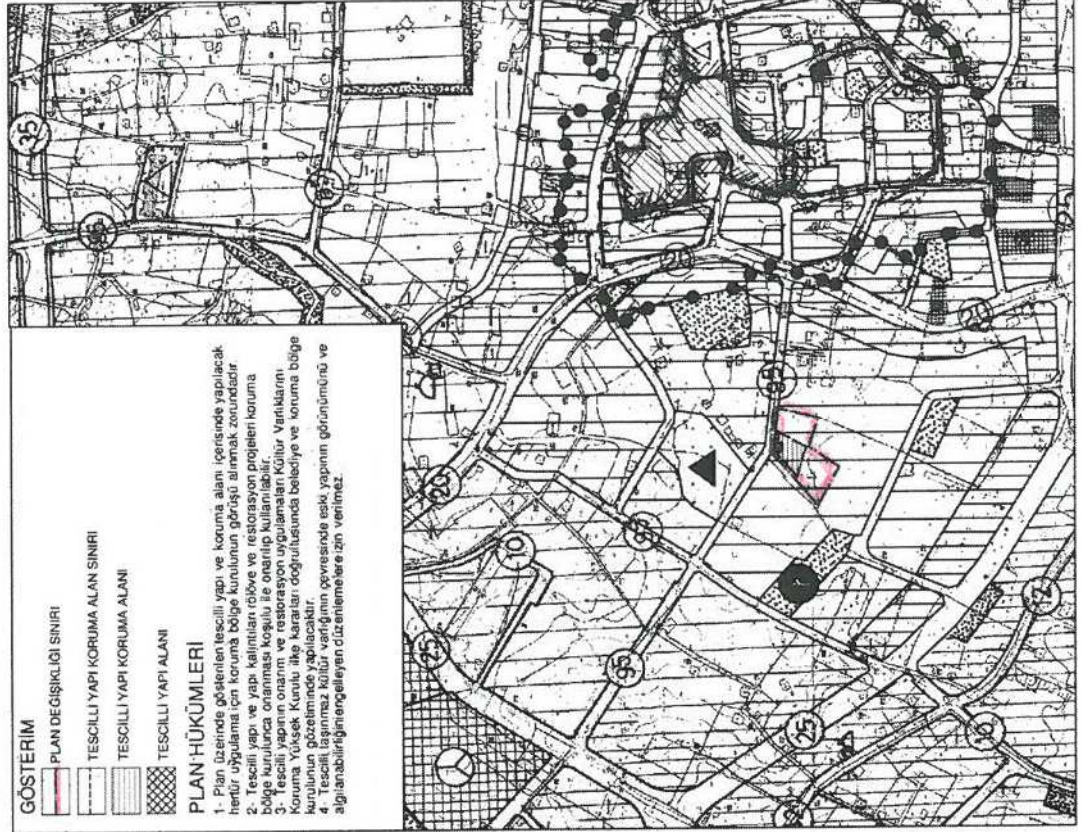 GÖSTERİM
PLAN DEĞİŞİKLİĞİ SINIRI
TESCİLLİ YAPI KORUMA ALAN SINIRI
TESCİLLİ YAPI KORUMA ALANI
TESCİLLİ YAPI ALANI
PLAN HÜKÜMLERİ
1- Plan üzerinde gösterilen tescilli yapı ve koruma alanı içerisinde yapılacak
hertür uygulama için koruma bölge kurulunun görüşü alınmak zorundadır.
2- Tescilli yapı ve yapı kalıntıları rölöve ve restorasyon projeleri koruma
bölge kurulunca onanması koşulu ile onarılıp kullanılabilir.
3- Tescilli yapının onarım ve restorasyon uygulamaları Kültür Varlıklarını
Koruma Yüksek Kurulu ilke kararları doğrultusunda belediye ve koruma bölge
kurulunun gözetiminde yapılacaktır.
4- Tescilli taşınmaz kültür varlığının çevresinde eski yapının görünümünü ve
algılanabilirliğini engelleyen düzenlemelere izin verilmez.
35
20
10
25
20
35
95
25
12
20